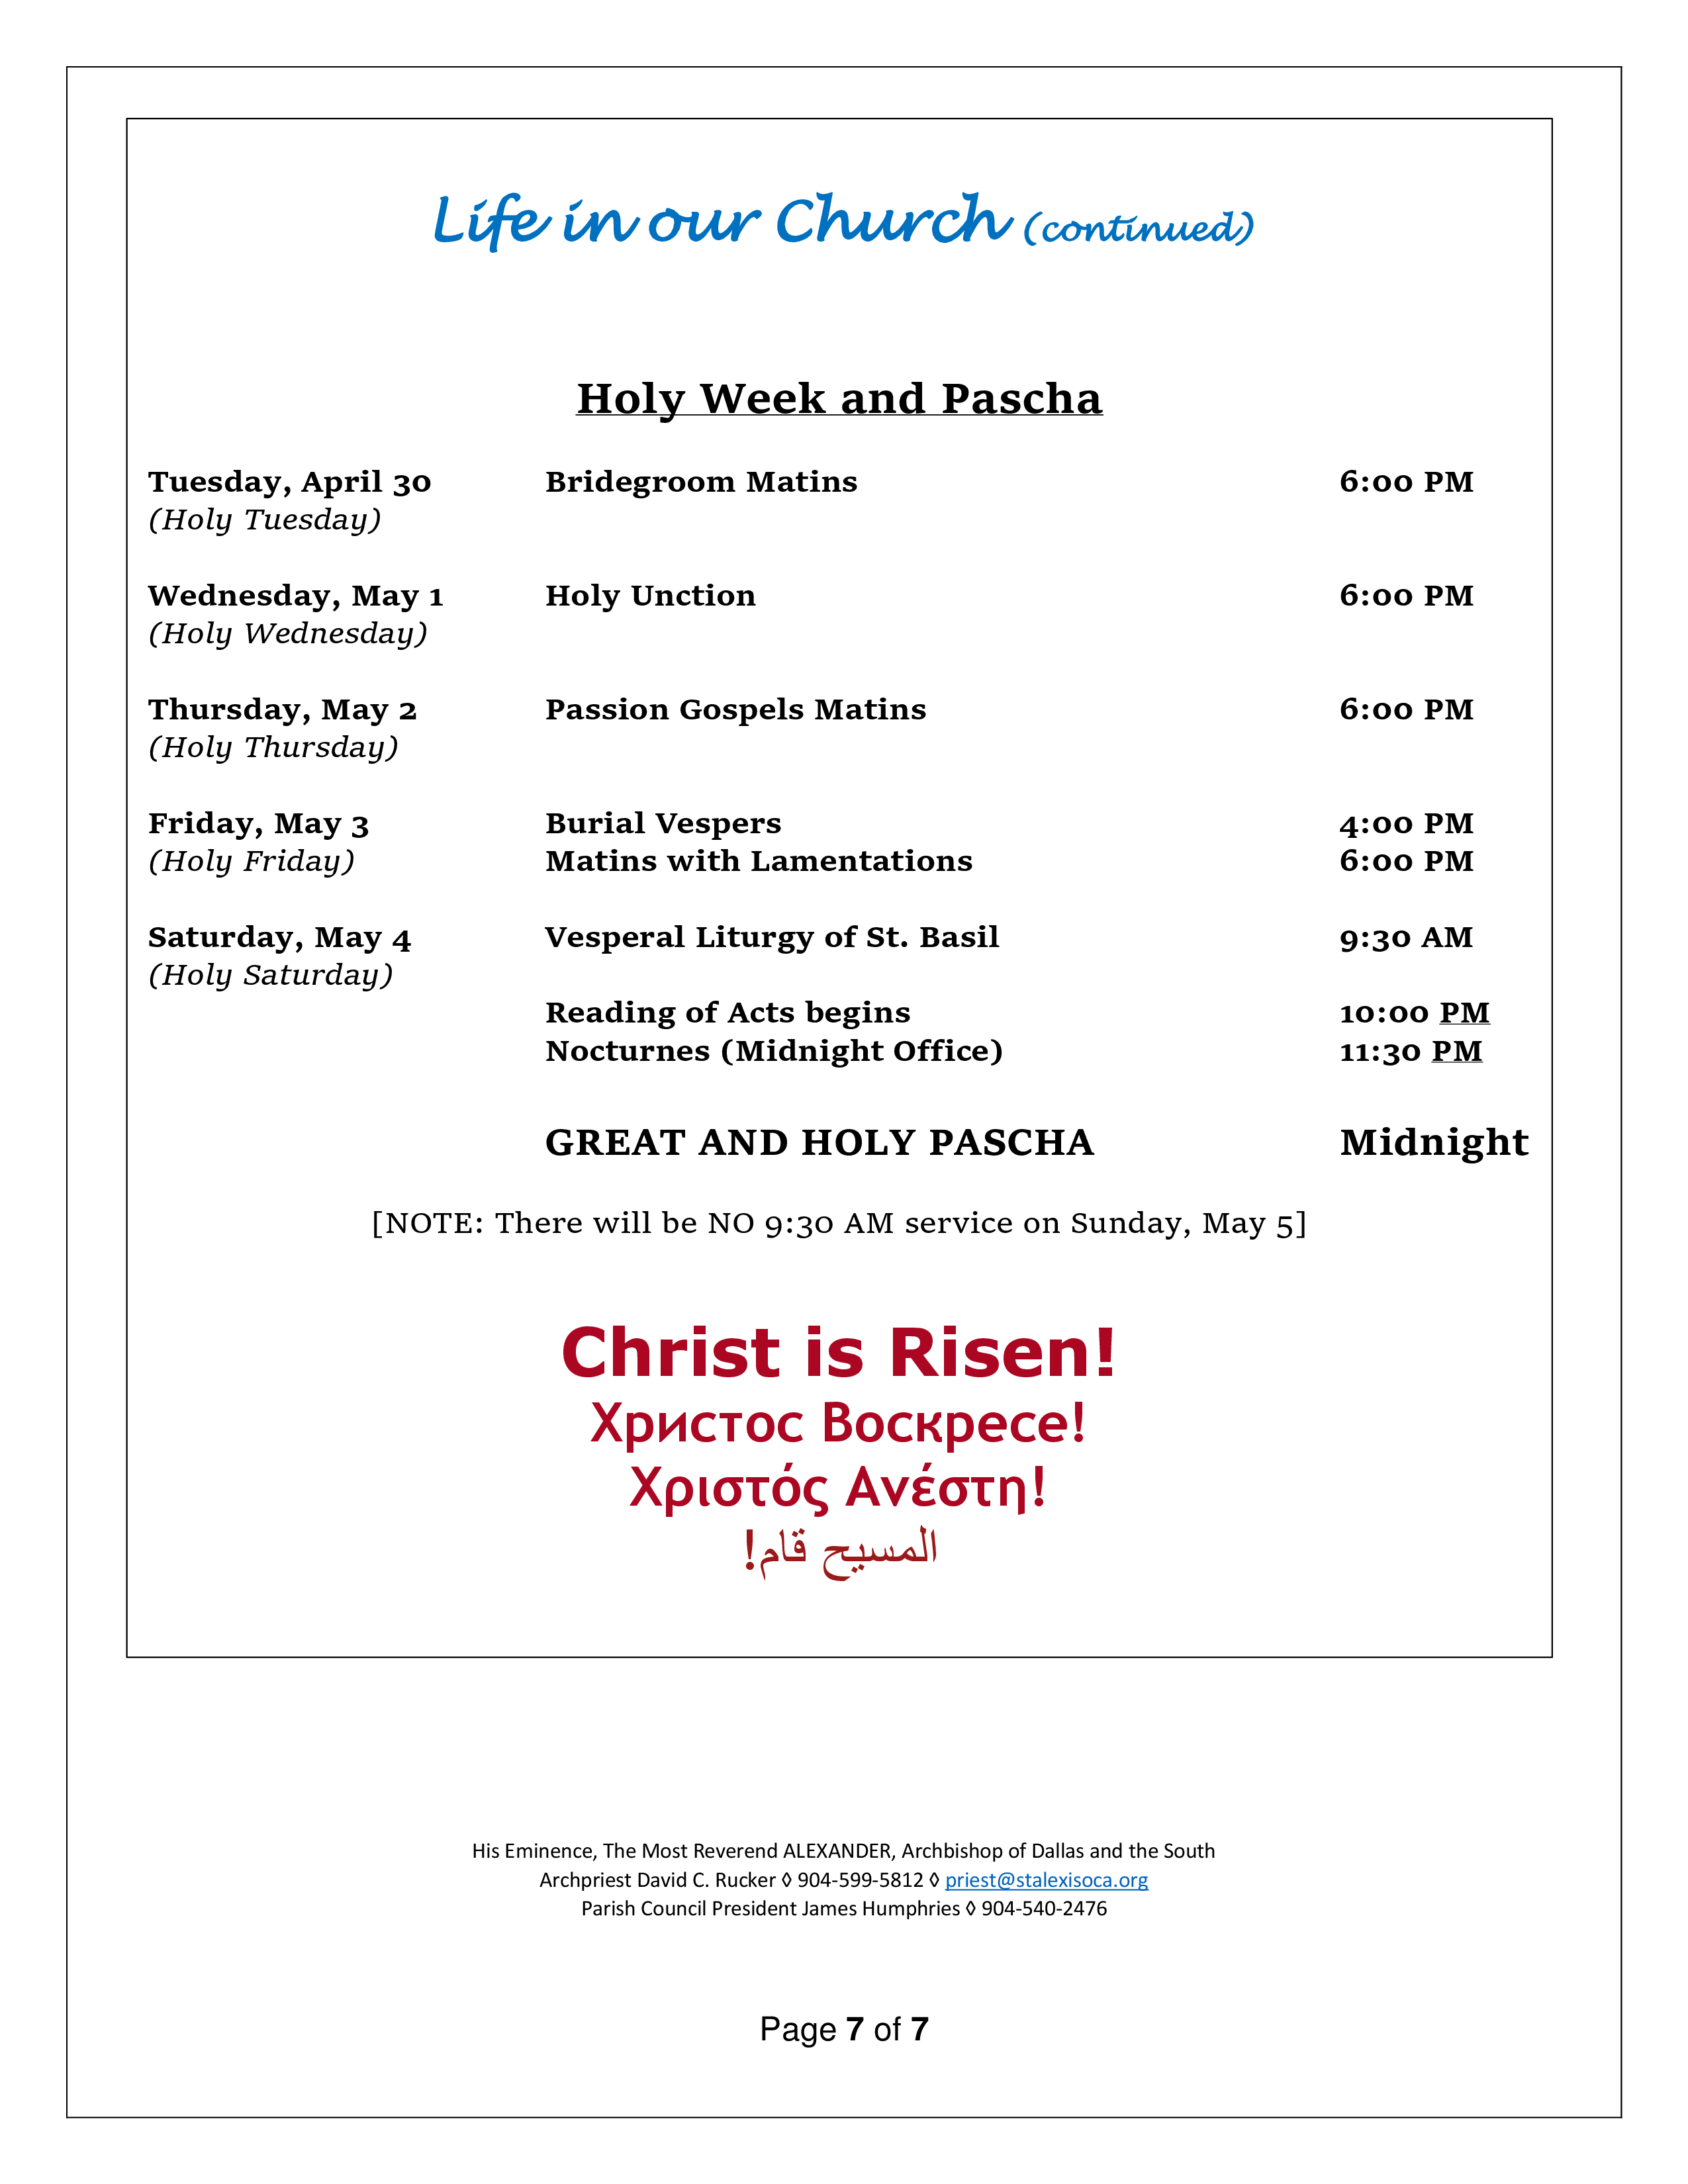 Life in our Church (continued)
Holy Week and Pascha
Tuesday, April 30 Bridegroom Matins 6:00 PM
(Holy Tuesday)
Wednesday, May 1 Holy Unction 6:00 PM
(Holy Wednesday)
Thursday, May 2 Passion Gospels Matins 6:00 PM
(Holy Thursday)
Friday, May 3 Burial Vespers 4:00 PM
(Holy Friday) Matins with Lamentations 6:00 PM
Saturday, May 4 Vesperal Liturgy of St. Basil 9:30 AM
(Holy Saturday)
Reading of Acts begins 10:00 PM
Nocturnes (Midnight Office) 11:30 PM
GREAT AND HOLY PASCHA Midnight
[NOTE: There will be NO 9:30 AM service on Sunday, May 5]
Christ is Risen!
Христос Воскресе!
Χριστός Ανέστη!
المسيح قام!
His Eminence, The Most Reverend ALEXANDER, Archbishop of Dallas and the South
Archpriest David C. Rucker ◊ 904-599-5812 ◊ priest@stalexisoca.org
Parish Council President James Humphries ◊ 904-540-2476
Page 7 of 7